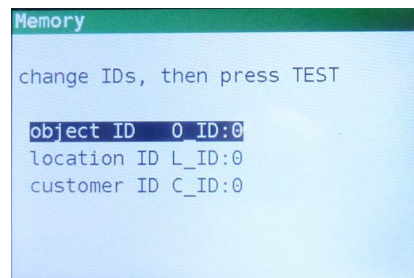 Memory
change IDs, then press TEST
object ID O_ID:0
location ID L_ID:0
customer ID C_ID:0